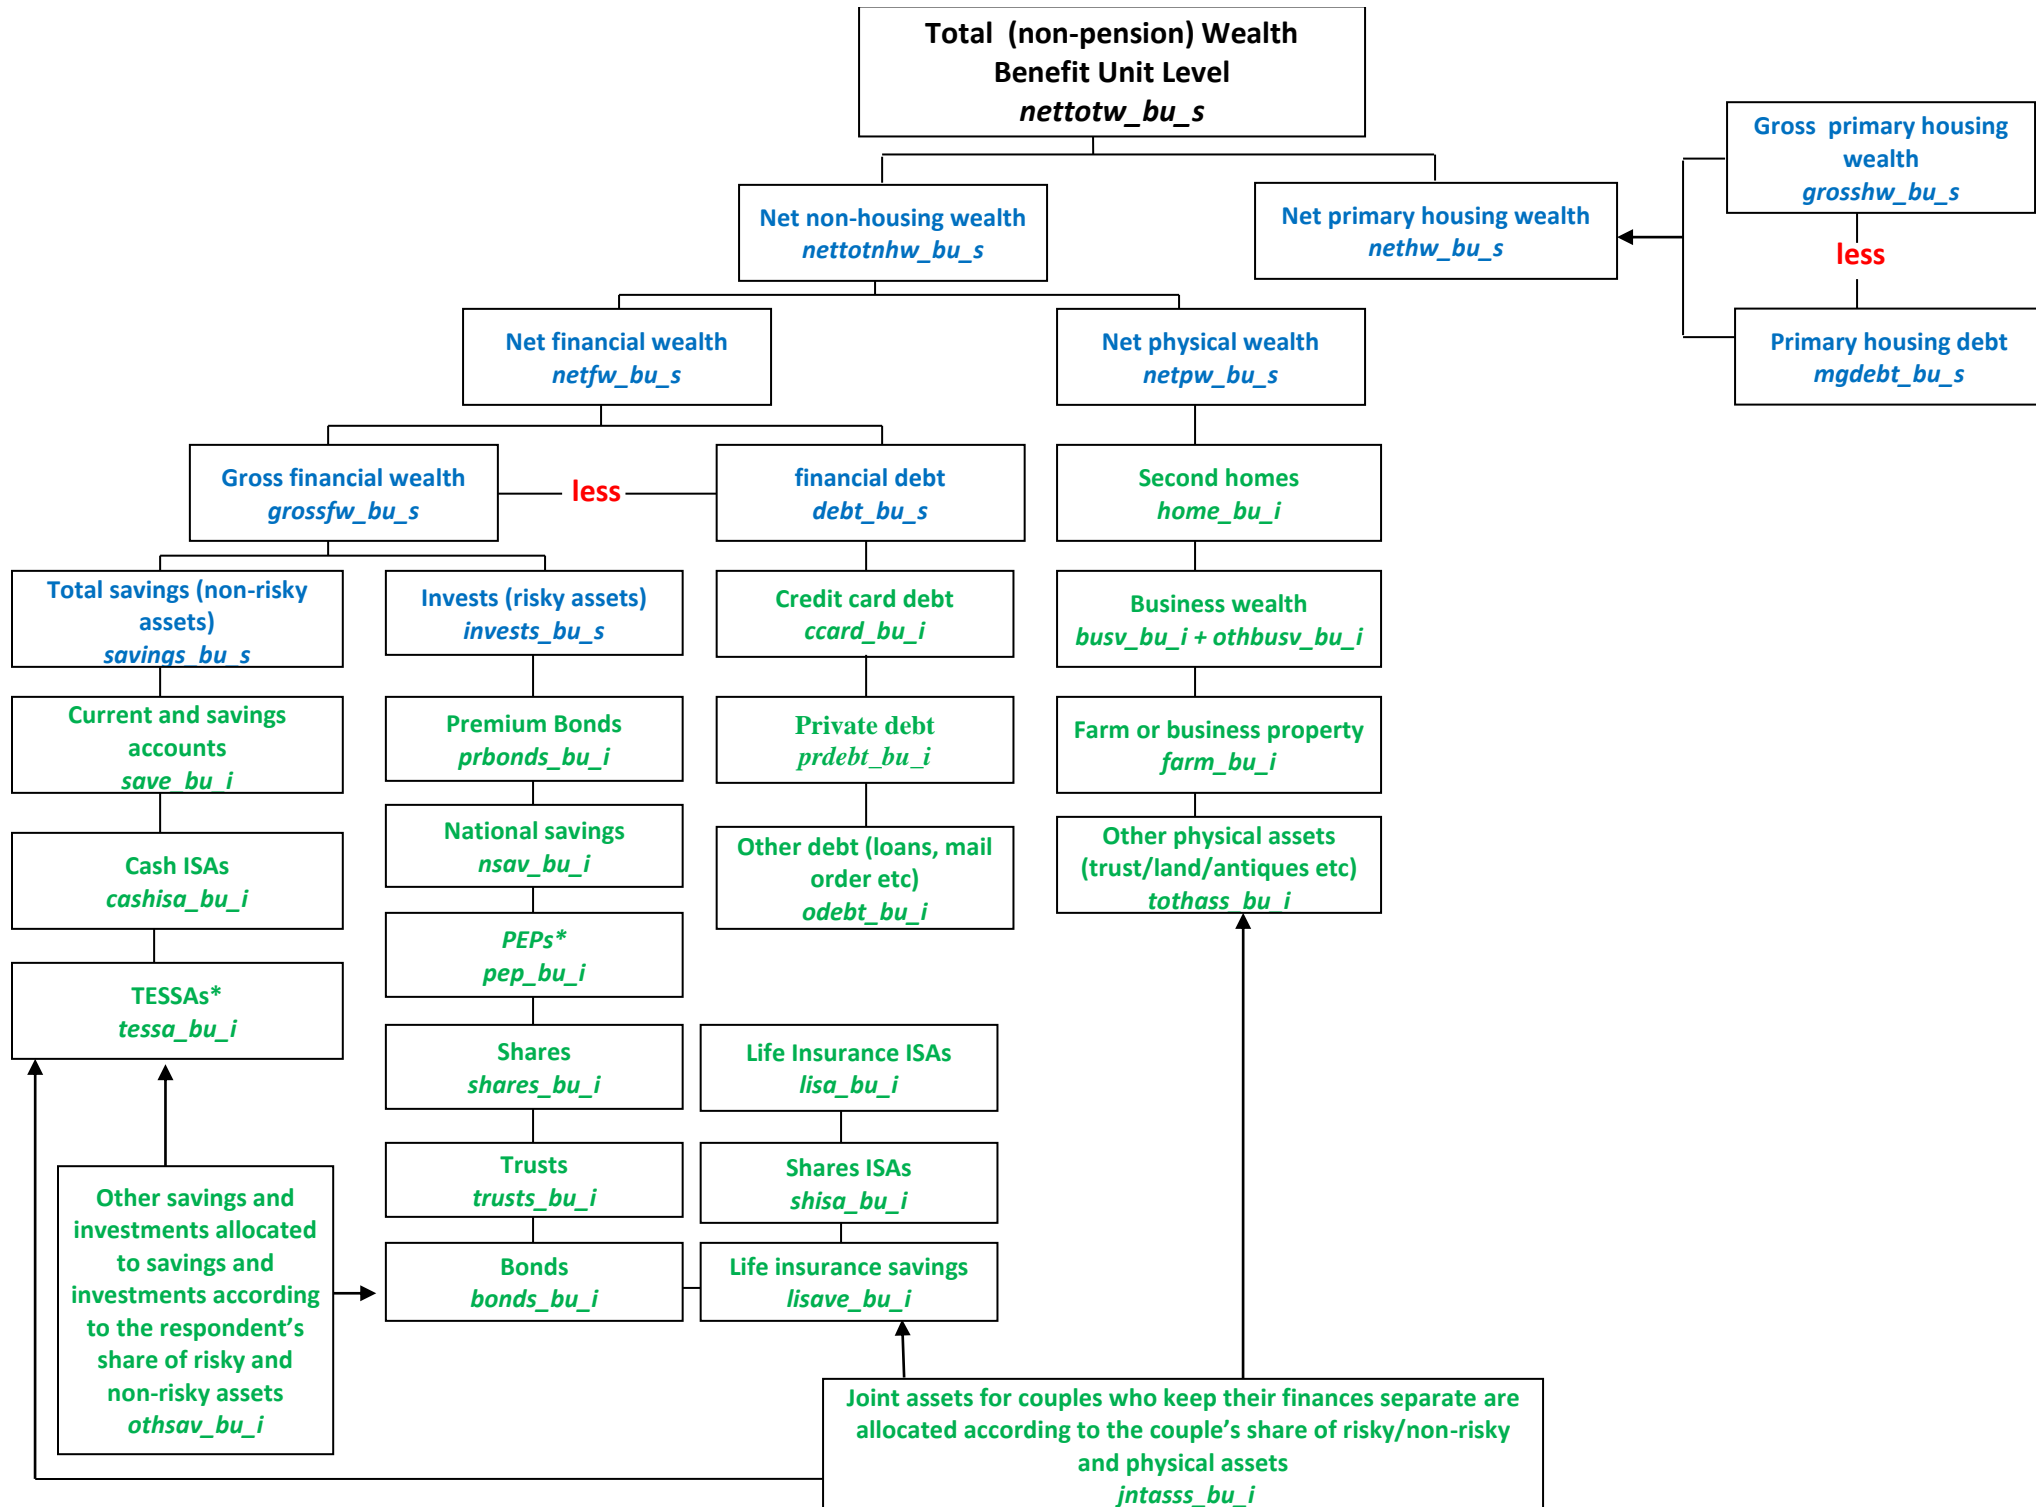 Total  (non-pension) Wealth
Benefit Unit Level
nettotw_bu_s
Gross  primary housing
wealth
grosshw_bu_s
Net non-housing wealth
nettotnhw_bu_s
Net primary housing wealth
nethw_bu_s
less
Primary housing debt
mgdebt_bu_s
Net financial wealth
netfw_bu_s
Net physical wealth
netpw_bu_s
Gross financial wealth
grossfw_bu_s
less
financial debt
debt_bu_s
Second homes
home_bu_i
Total savings (non-risky
assets)
savings_bu_s
Invests (risky assets)
invests_bu_s
Credit card debt
ccard_bu_i
Business wealth
busv_bu_i + othbusv_bu_i
Current and savings
accounts
save_bu_i
Premium Bonds
prbonds_bu_i
Private debt
prdebt_bu_i
Farm or business property
farm_bu_i
Cash ISAs
cashisa_bu_i
National savings
nsav_bu_i
Other debt (loans, mail
order etc)
odebt_bu_i
Other physical assets
(trust/land/antiques etc)
tothass_bu_i
TESSAs*
tessa_bu_i
PEPs*
pep_bu_i
Shares
shares_bu_i
Life Insurance ISAs
lisa_bu_i
Trusts
trusts_bu_i
Shares ISAs
shisa_bu_i
Other savings and
investments allocated
to savings and
investments according
to the respondent’s
share of risky and
non-risky assets
othsav_bu_i
Bonds
bonds_bu_i
Life insurance savings
lisave_bu_i
Joint assets for couples who keep their finances separate are
allocated according to the couple’s share of risky/non-risky
and physical assets
jntasss_bu_i